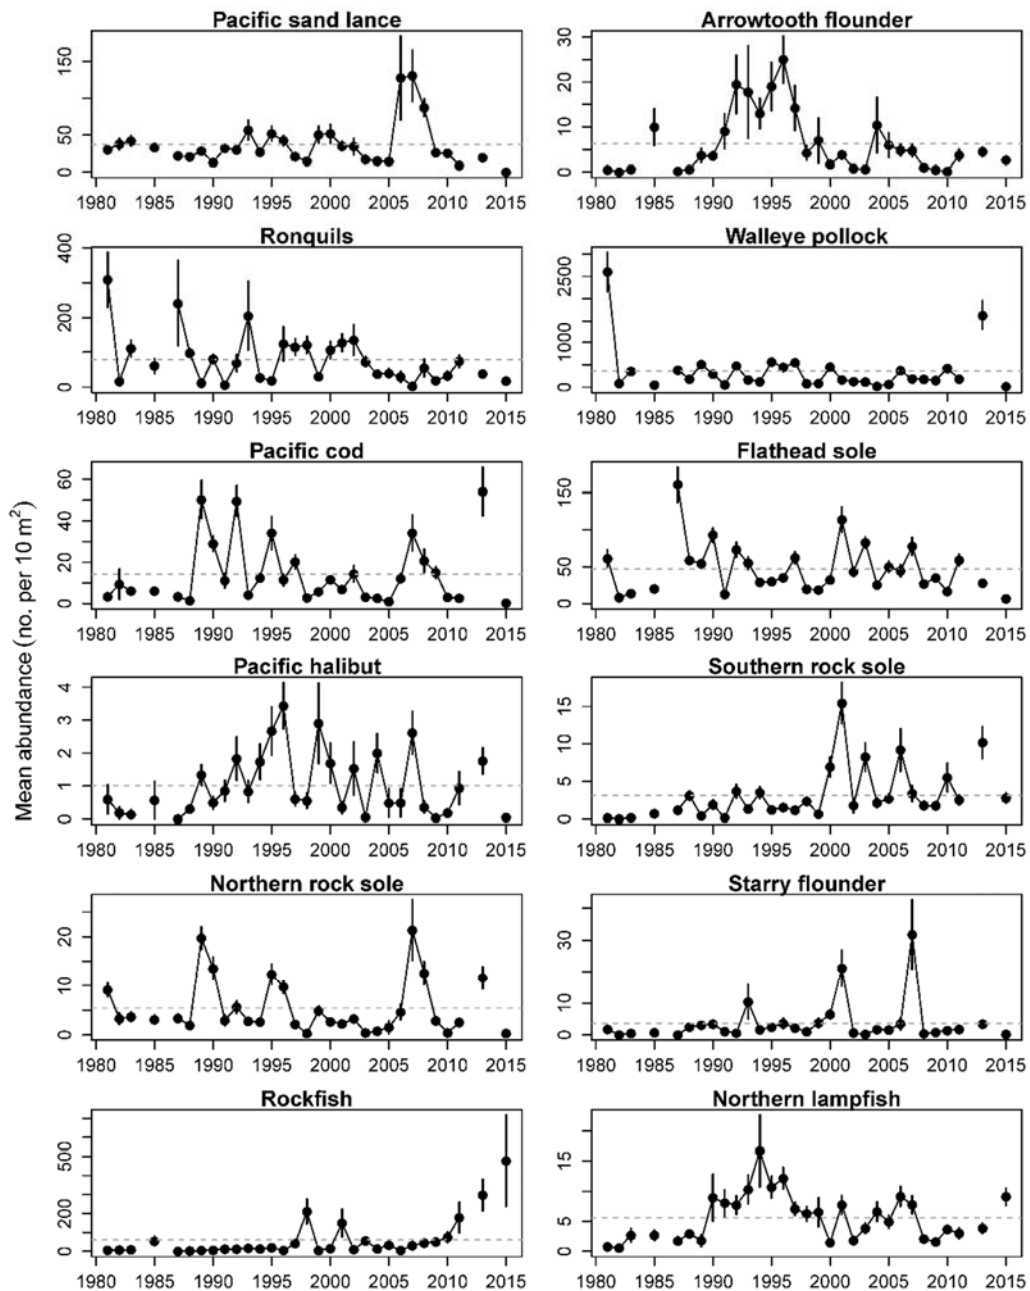 Mean abundance (no. per 10 m²)
Pacific sand lance
0 50 150
1980 1985 1990 1995 2000 2005 2010 2015
Arrowtooth flounder
0 10 20 30
1980 1985 1990 1995 2000 2005 2010 2015
Ronquils
0 200 400
1980 1985 1990 1995 2000 2005 2010 2015
Walleye pollock
0 1000 2500
1980 1985 1990 1995 2000 2005 2010 2015
Pacific cod
0 20 40 60
1980 1985 1990 1995 2000 2005 2010 2015
Flathead sole
0 50 150
1980 1985 1990 1995 2000 2005 2010 2015
Pacific halibut
0 1 2 3 4
1980 1985 1990 1995 2000 2005 2010 2015
Southern rock sole
0 5 10 15
1980 1985 1990 1995 2000 2005 2010 2015
Northern rock sole
0 10 20
1980 1985 1990 1995 2000 2005 2010 2015
Starry flounder
0 10 30
1980 1985 1990 1995 2000 2005 2010 2015
Rockfish
0 200 500
1980 1985 1990 1995 2000 2005 2010 2015
Northern lampfish
0 5 15
1980 1985 1990 1995 2000 2005 2010 2015